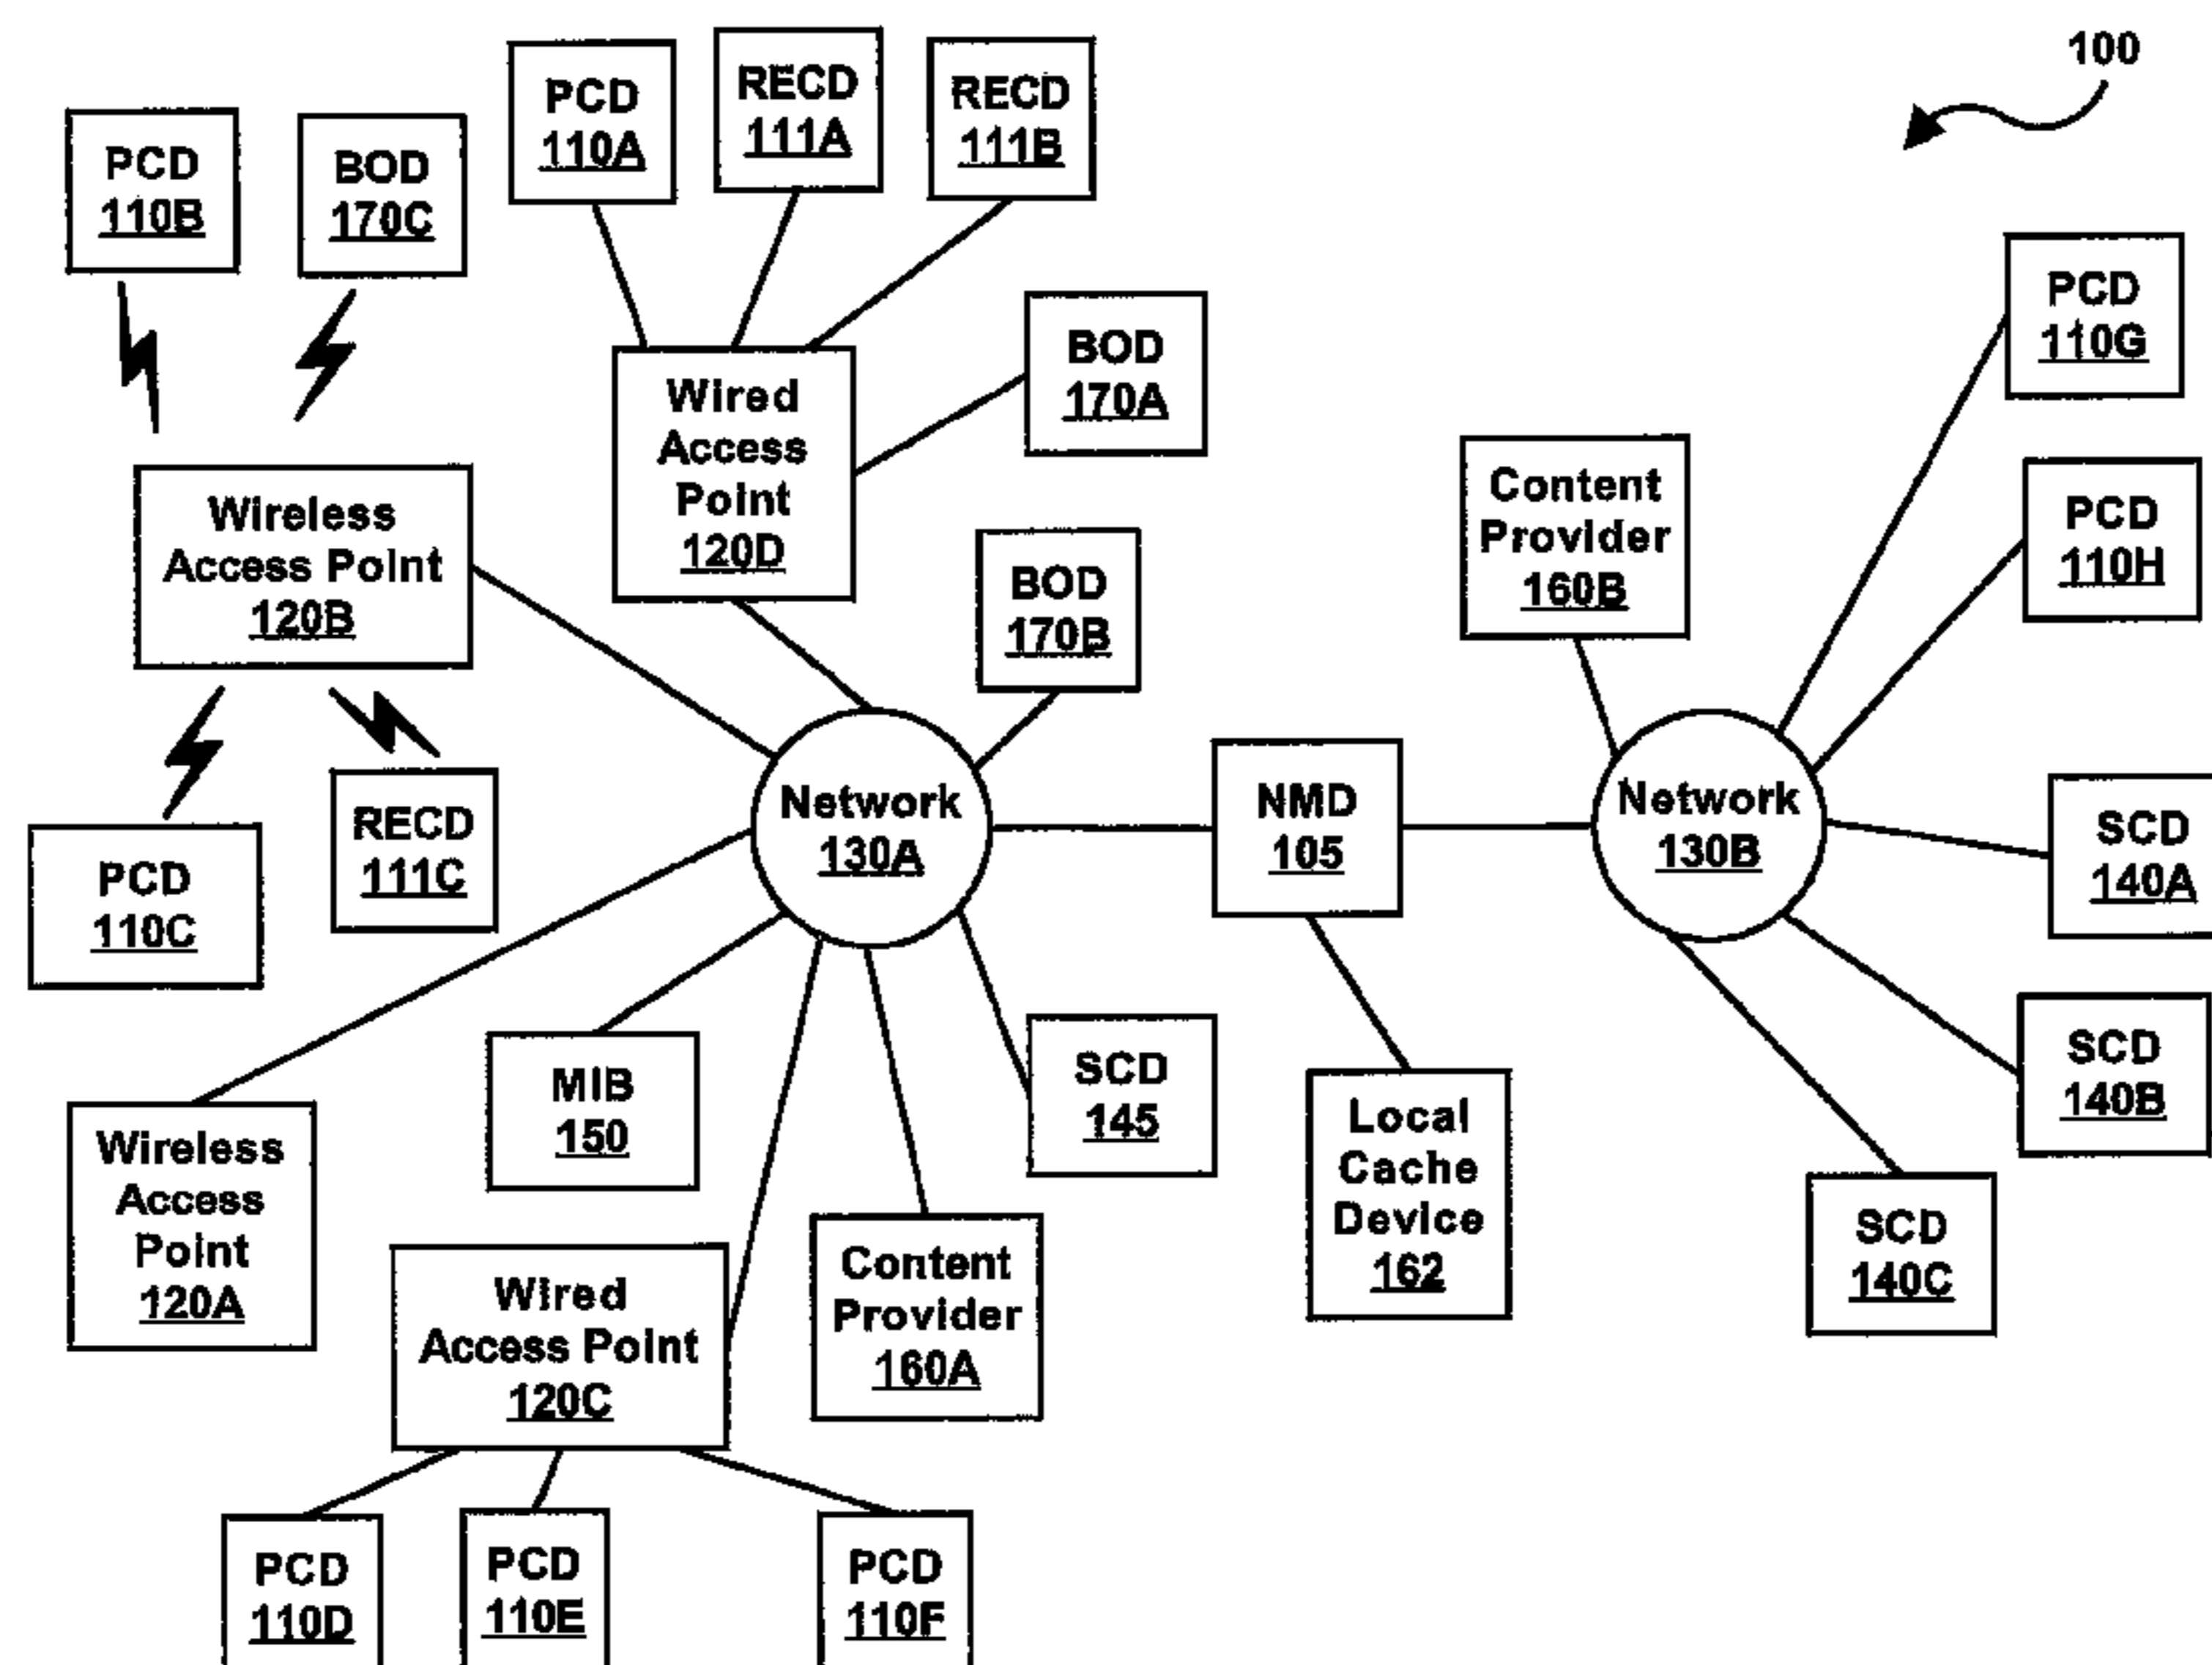 100
PCD
110B
BOD
170C
PCD
110A
RECD
111A
RECD
111B
PCD
110G
BOD
170A
Wired
Access
Point
120D
Wireless
Access Point
120B
Content
Provider
160B
PCD
110H
BOD
170B
Network
130A
NMD
105
Network
130B
RECD
111C
PCD
110C
SCD
140A
MIB
150
SCD
145
SCD
140B
Local
Cache
Device
162
Wireless
Access
Point
120A
SCD
140C
Content
Provider
160A
Wired
Access Point
120C
PCD
110D
PCD
110E
PCD
110F